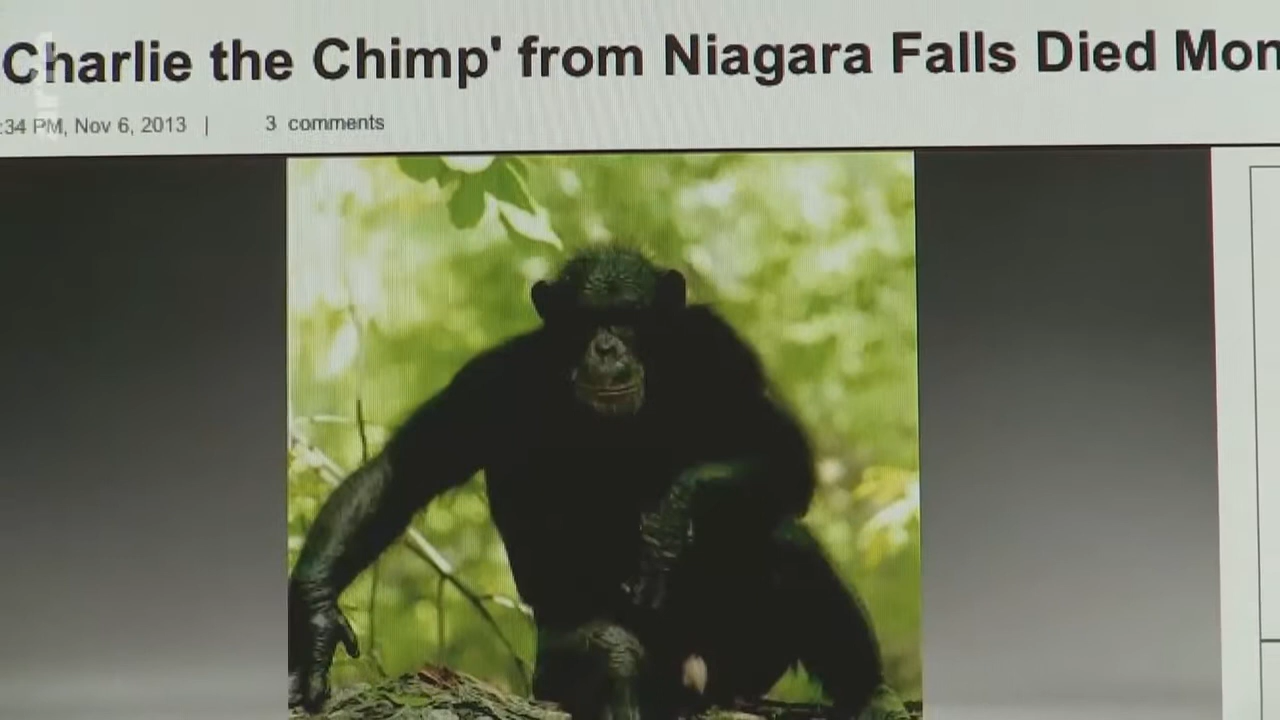 Charlie the Chimp' from Niagara Falls Died Mon
:34 PM, Nov 6, 2013 | 3 comments